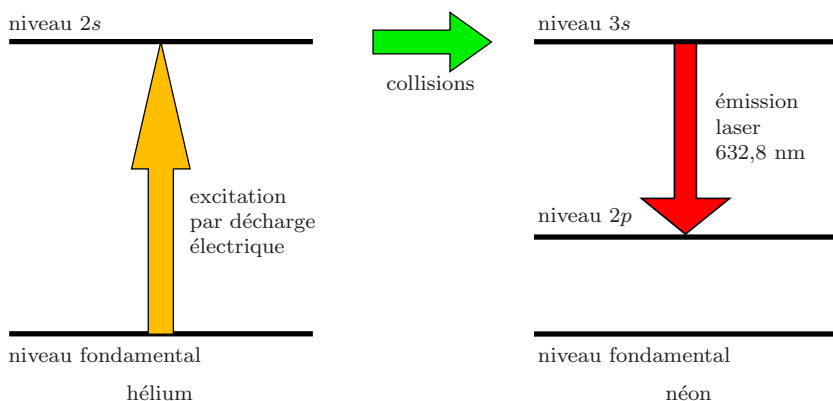 niveau 2s
collisions
niveau 3s
émission
laser
632,8 nm
excitation
par décharge
électrique
niveau 2p
niveau fondamental
niveau fondamental
hélium
néon